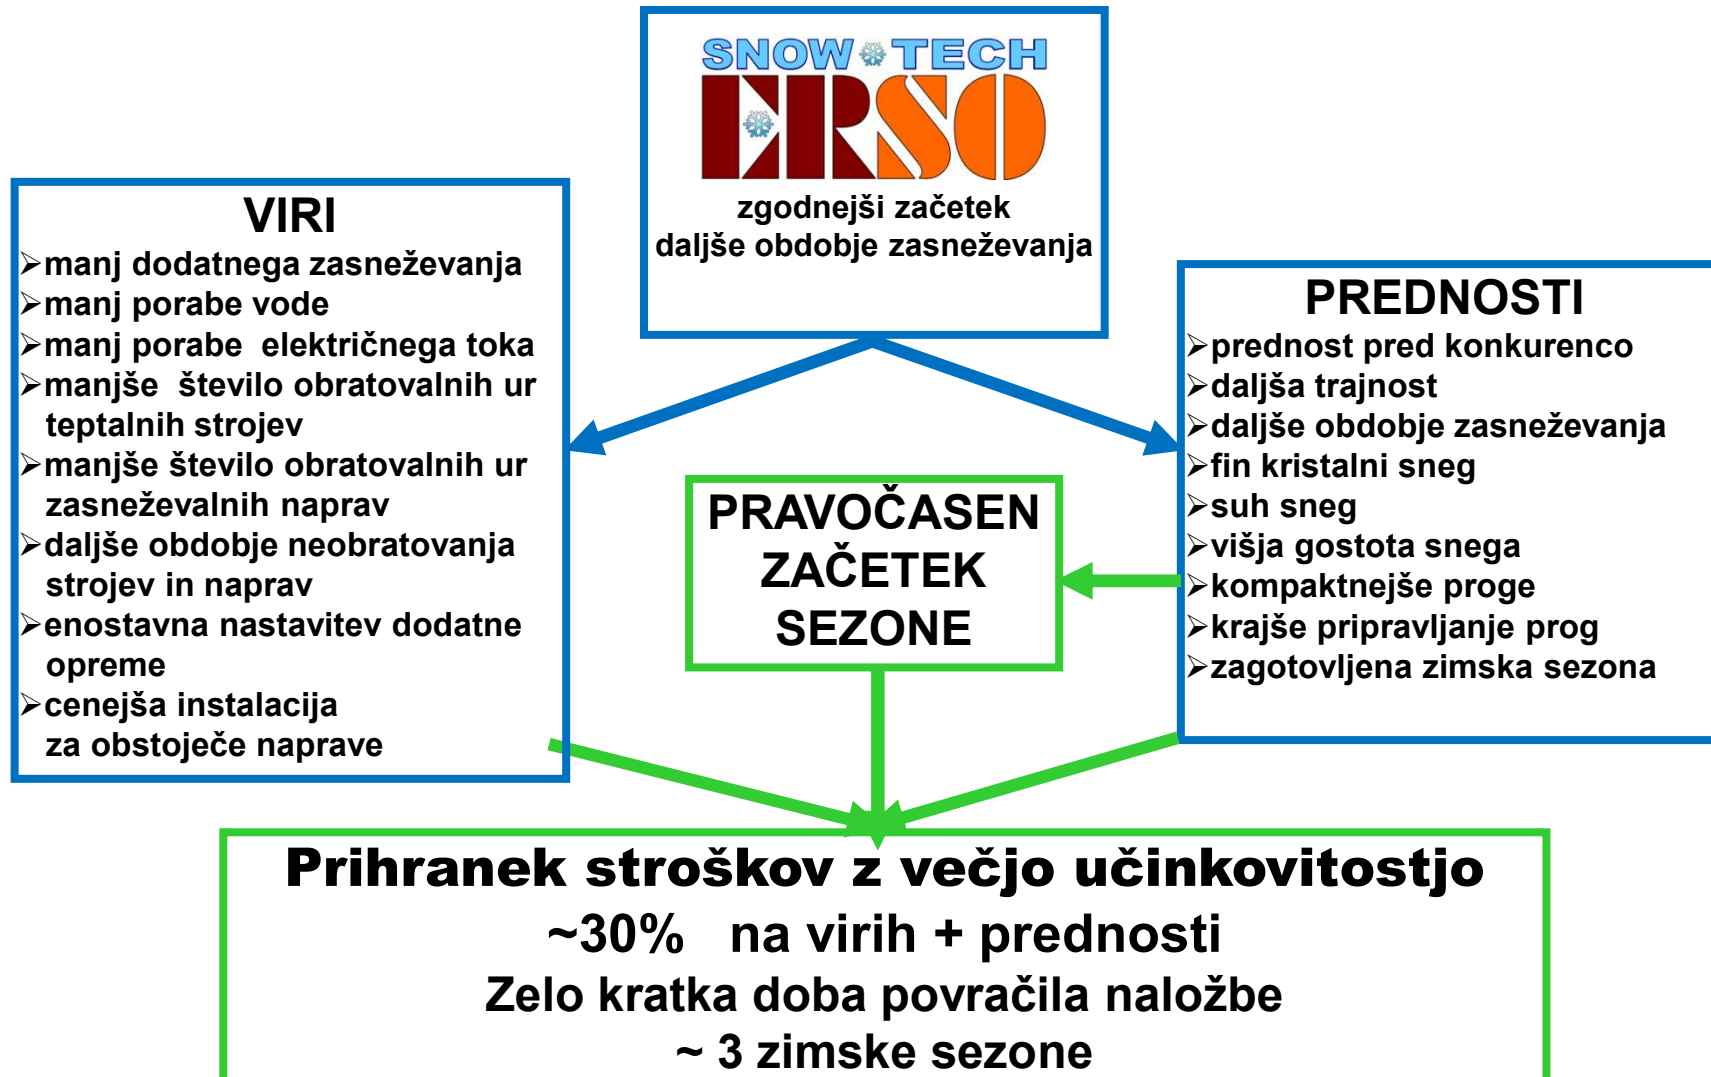 SNOW TECH
ERSO
zgodnejši začetek
daljše obdobje zasneževanja
VIRI
➢manj dodatnega zasneževanja
➢manj porabe vode
➢manj porabe električnega toka
➢manjše število obratovalnih ur
teptalnih strojev
➢manjše število obratovalnih ur
zasneževalnih naprav
➢daljše obdobje neobratovanja
strojev in naprav
➢enostavna nastavitev dodatne
opreme
➢cenejša instalacija
za obstoječe naprave
PREDNOSTI
➢prednost pred konkurenco
➢daljša trajnost
➢daljše obdobje zasneževanja
➢fin kristalni sneg
➢suh sneg
➢višja gostota snega
➢kompaktnejše proge
➢krajše pripravljanje prog
➢zagotovljena zimska sezona
PRAVOČASEN
ZAČETEK
SEZONE
Prihranek stroškov z večjo učinkovitostjo
~30% na virih + prednosti
Zelo kratka doba povračila naložbe
~ 3 zimske sezone